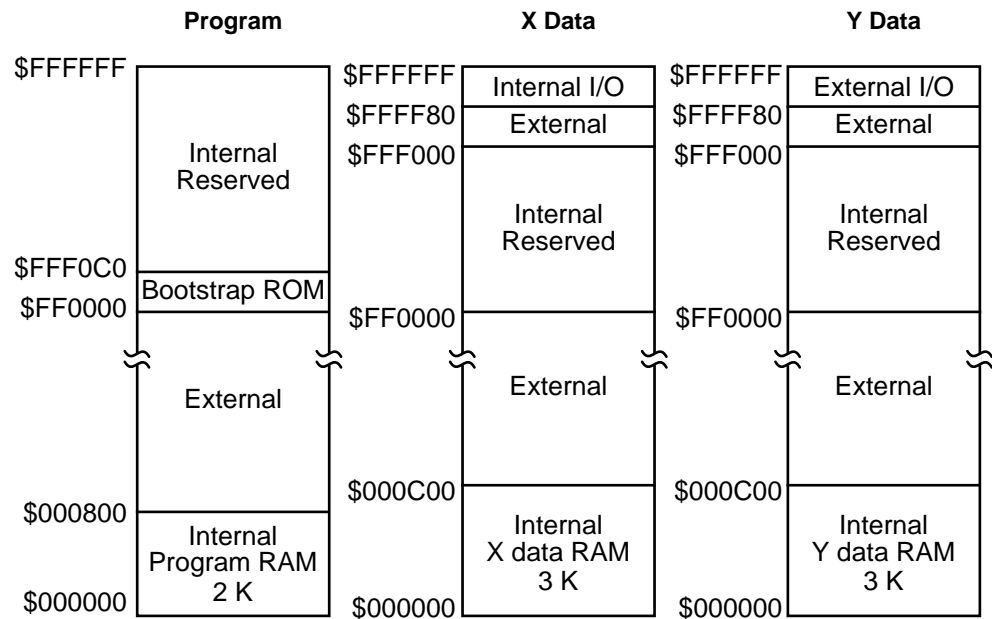 Program
$FFFFFF
Internal
Reserved
$FFF0C0
Bootstrap ROM
$FF0000
External
$000800
Internal
Program RAM
2 K
$000000
X Data
$FFFFFF
Internal I/O
$FFFF80
External
$FFF000
Internal
Reserved
$FF0000
External
$000C00
Internal
X data RAM
3 K
$000000
Y Data
$FFFFFF
External I/O
$FFFF80
External
$FFF000
Internal
Reserved
$FF0000
External
$000C00
Internal
Y data RAM
3 K
$000000